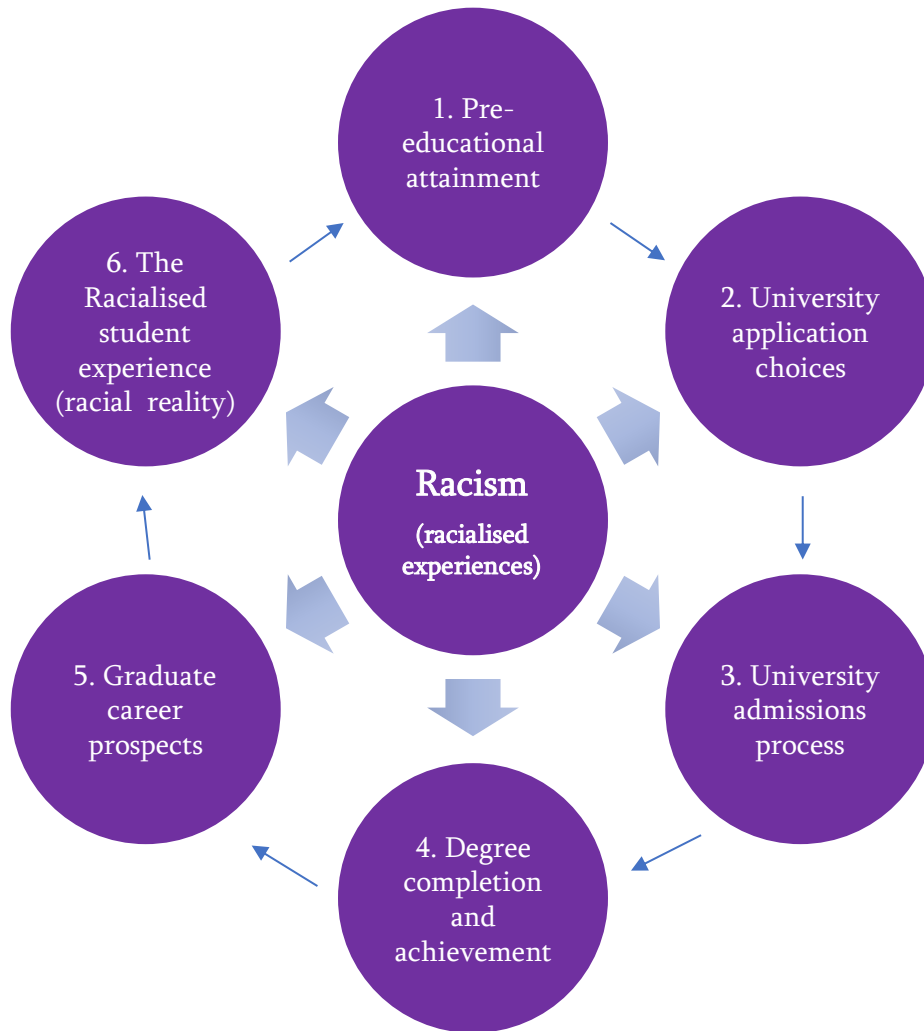 1. Pre-
educational
attainment
2. University
application
choices
3. University
admissions
process
4. Degree
completion
and
achievement
5. Graduate
career
prospects
6. The
Racialised
student
experience
(racial reality)
Racism
(racialised
experiences)